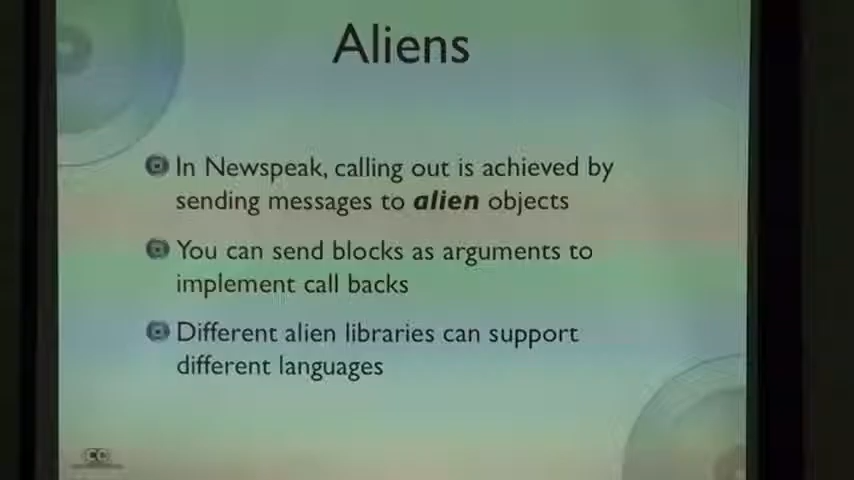 Aliens
In Newspeak, calling out is achieved by
sending messages to alien objects
You can send blocks as arguments to
implement call backs
Different alien libraries can support
different languages
CC